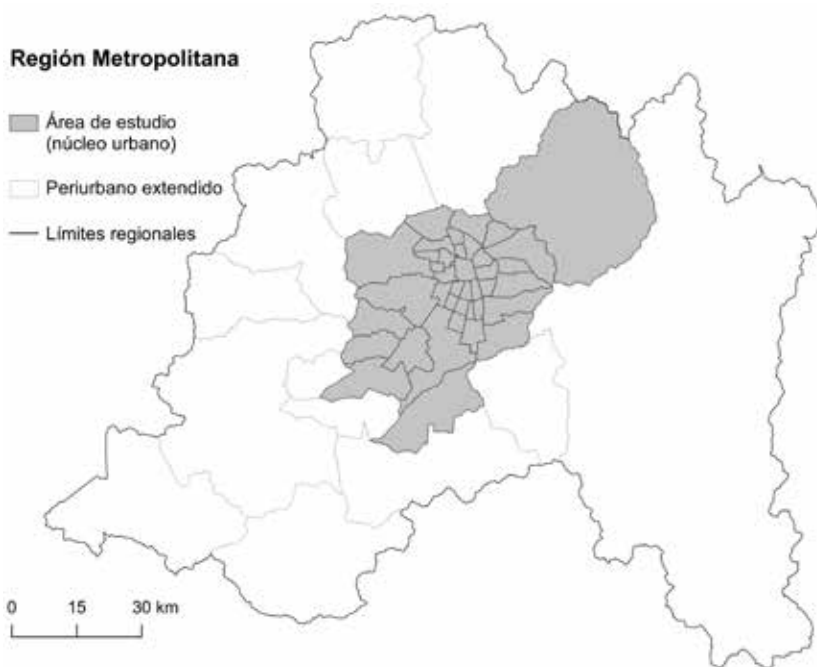 Región Metropolitana
Área de estudio
(núcleo urbano)
Periurbano extendido
Límites regionales
0 15 30 km